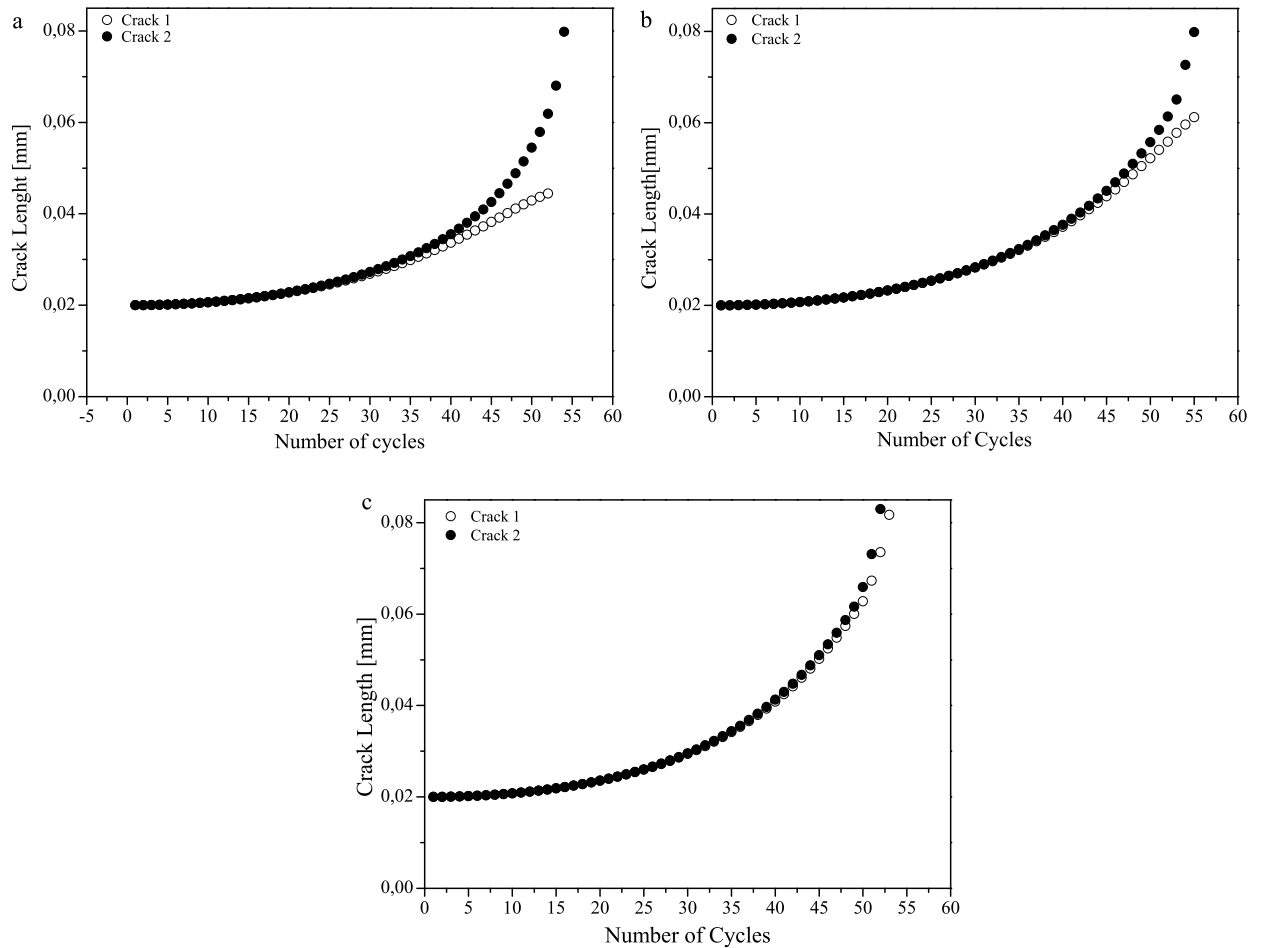 a
Crack 1
Crack 2
0,08
0,06
0,04
0,02
0,00
Crack Lenght [mm]
-5 0 5 10 15 20 25 30 35 40 45 50 55 60
Number of cycles
b
Crack 1
Crack 2
0,08
0,06
0,04
0,02
0,00
Crack Length[mm]
0 5 10 15 20 25 30 35 40 45 50 55 60
Number of Cycles
c
Crack 1
Crack 2
0,08
0,06
0,04
0,02
0,00
Crack Length [mm]
0 5 10 15 20 25 30 35 40 45 50 55 60
Number of Cycles